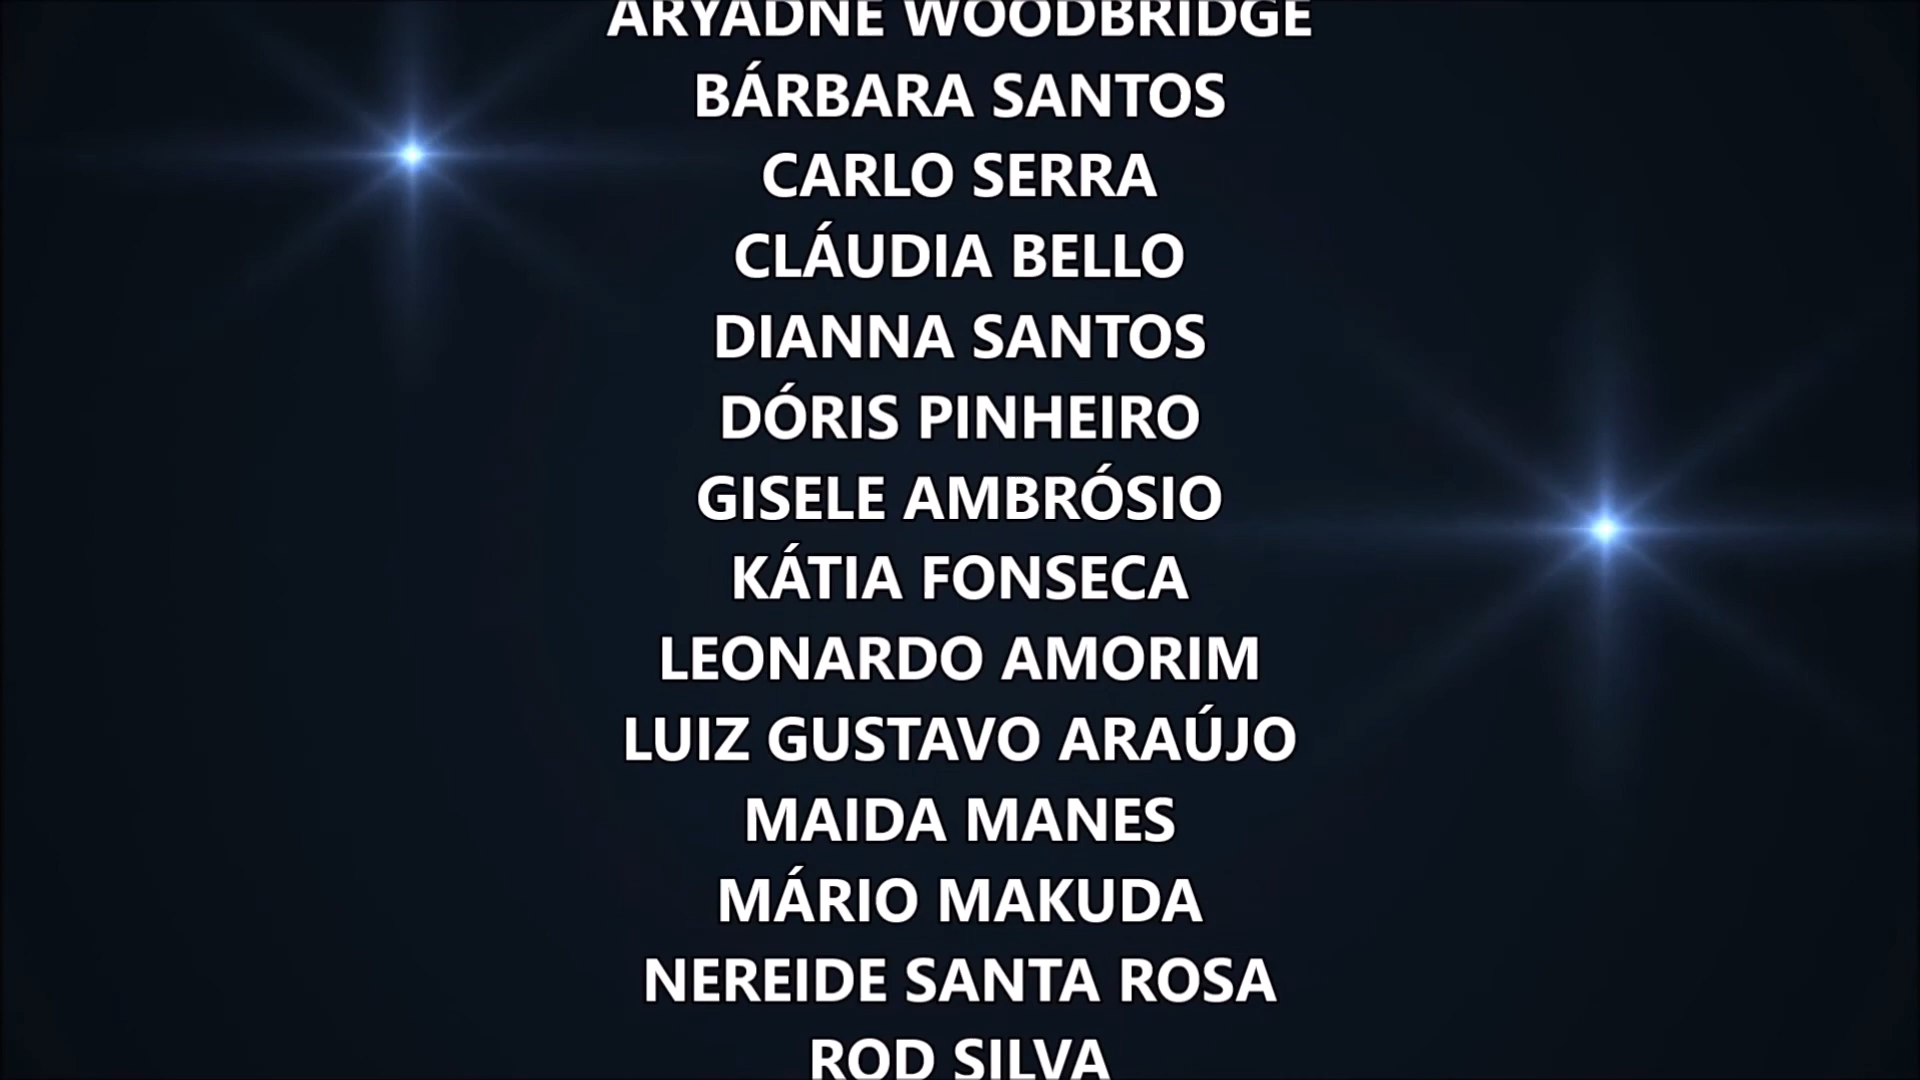 ARYADNE WOODBRIDGE
BÁRBARA SANTOS
CARLO SERRA
CLÁUDIA BELLO
DIANNA SANTOS
DÓRIS PINHEIRO
GISELE AMBRÓSIO
KÁTIA FONSECA
LEONARDO AMORIM
LUIZ GUSTAVO ARAÚJO
MAIDA MANES
MÁRIO MAKUDA
NEREIDE SANTA ROSA
ROD SILVA